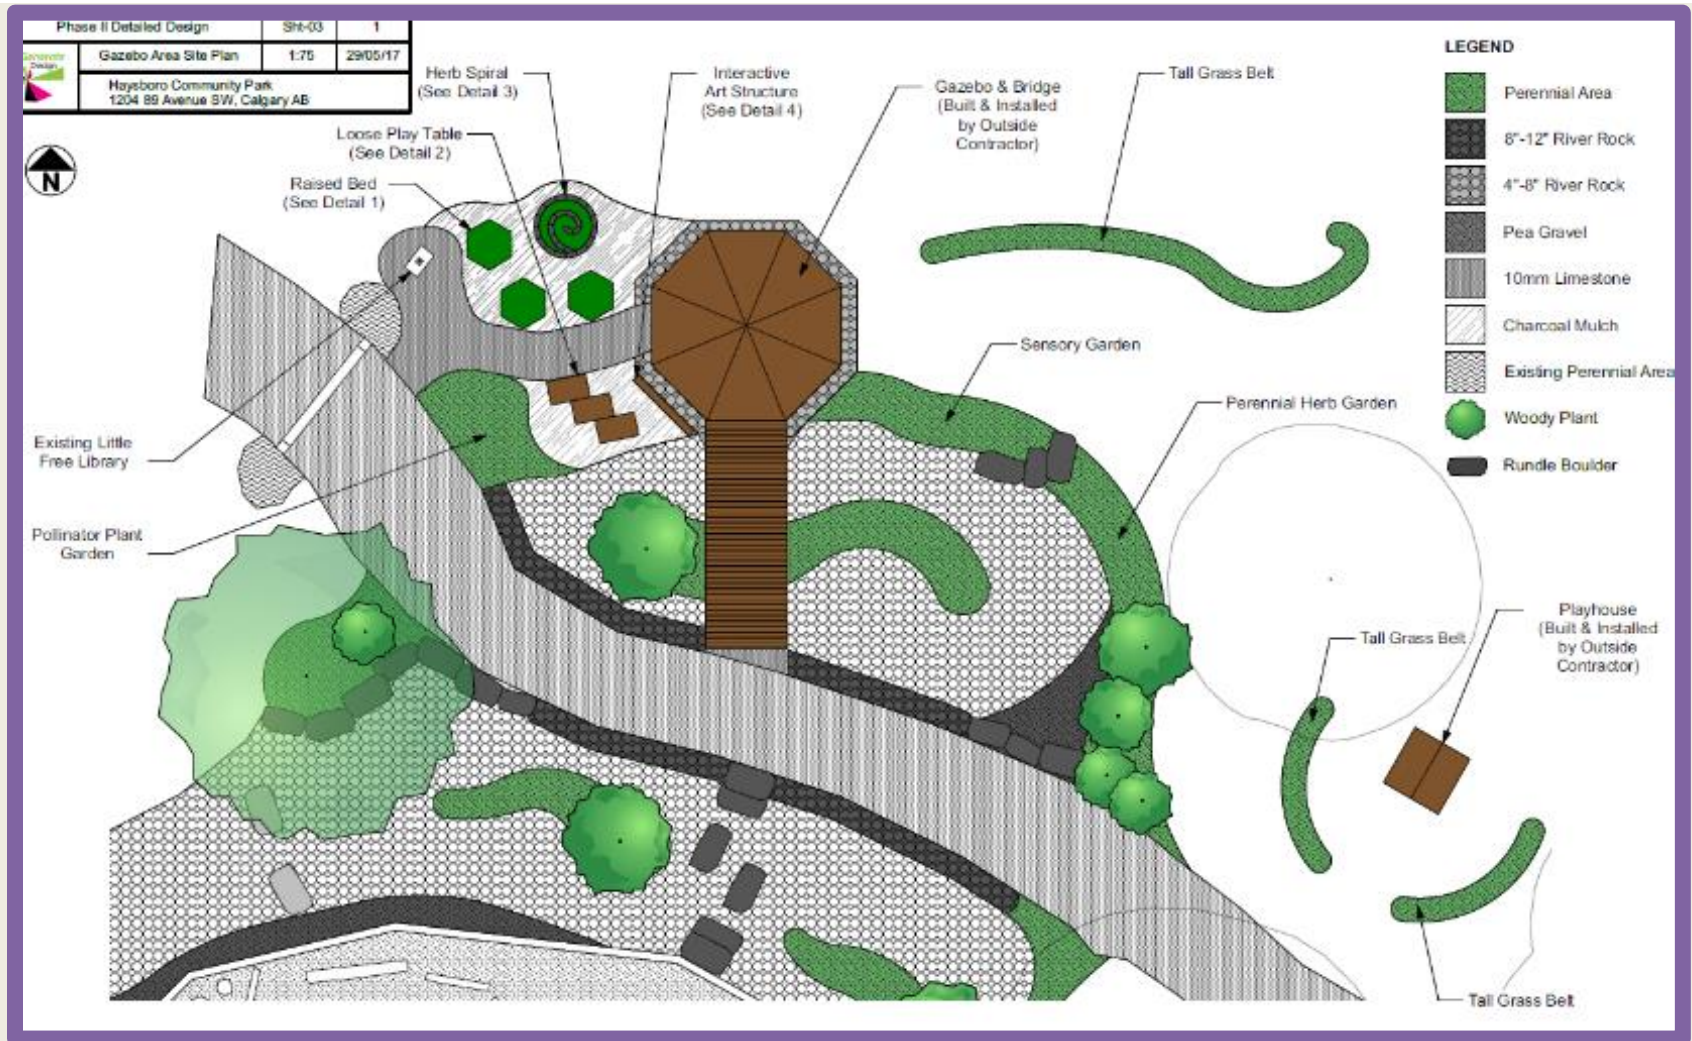 Phase II Detailed Design
Sht-03
1
Gazebo Area Site Plan
1:75
29/05/17
Design
Haysboro Community Park
1204 89 Avenue SW, Calgary AB
N
Herb Spiral
(See Detail 3)
Interactive
Art Structure
(See Detail 4)
Loose Play Table
(See Detail 2)
Raised Bed
(See Detail 1)
Gazebo & Bridge
(Built & Installed
by Outside
Contractor)
Tall Grass Belt
Sensory Garden
Perennial Herb Garden
Existing Little
Free Library
Pollinator Plant
Garden
Tall Grass Belt
Playhouse
(Built & Installed
by Outside
Contractor)
Tall Grass Belt
LEGEND
Perennial Area
8"-12" River Rock
4"-8" River Rock
Pea Gravel
10mm Limestone
Charcoal Mulch
Existing Perennial Area
Woody Plant
Rundle Boulder